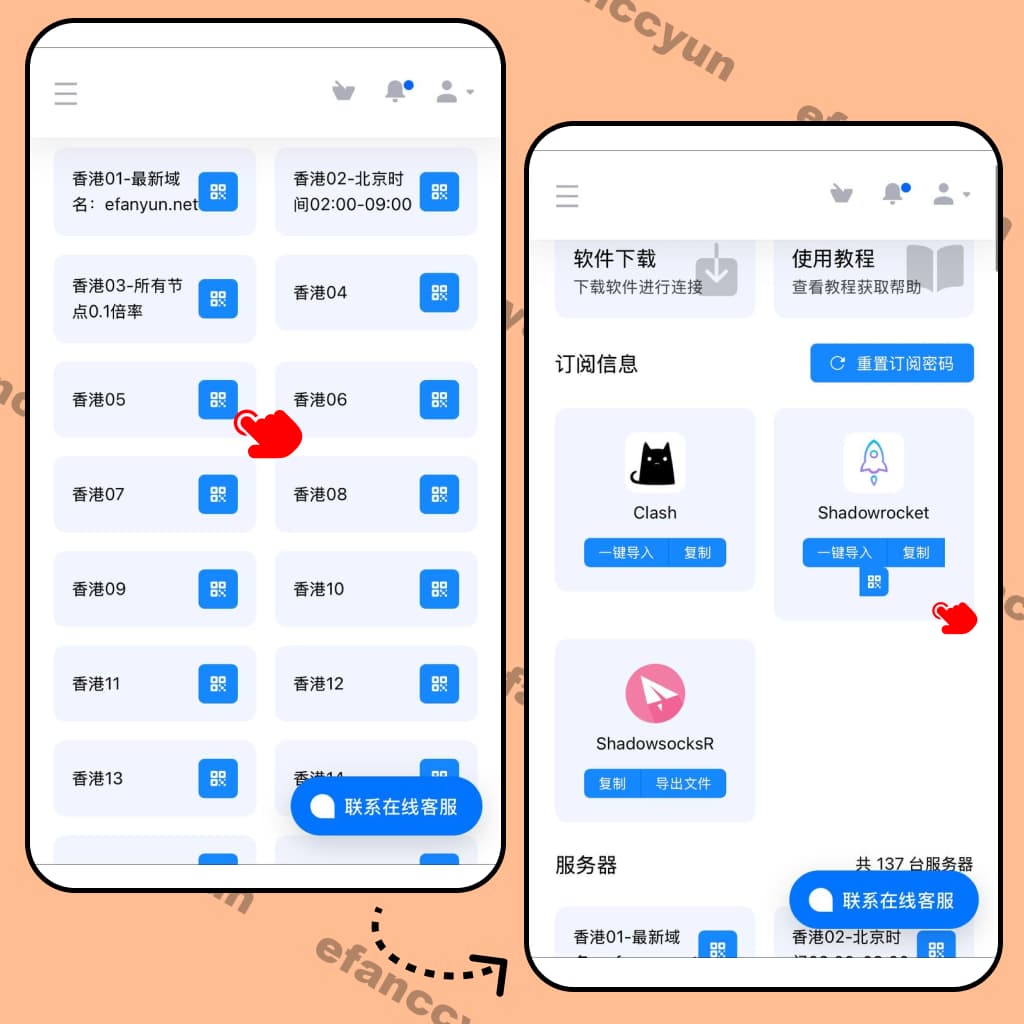 efanccyun
香港01-最新域
名：efanyun.net
香港02-北京时
间02:00-09:00
香港03-所有节
点0.1倍率
香港04
香港05
香港06
香港07
香港08
香港09
香港10
香港11
香港12
香港13
香港14
联系在线客服
软件下载
下载软件进行连接
使用教程
查看教程获取帮助
订阅信息
重置订阅密码
Clash
一键导入
复制
Shadowrocket
一键导入
复制
ShadowsocksR
复制
导出文件
服务器
共 137 台服务器
联系在线客服
香港01-最新域
香港02-北京时
efanccyun